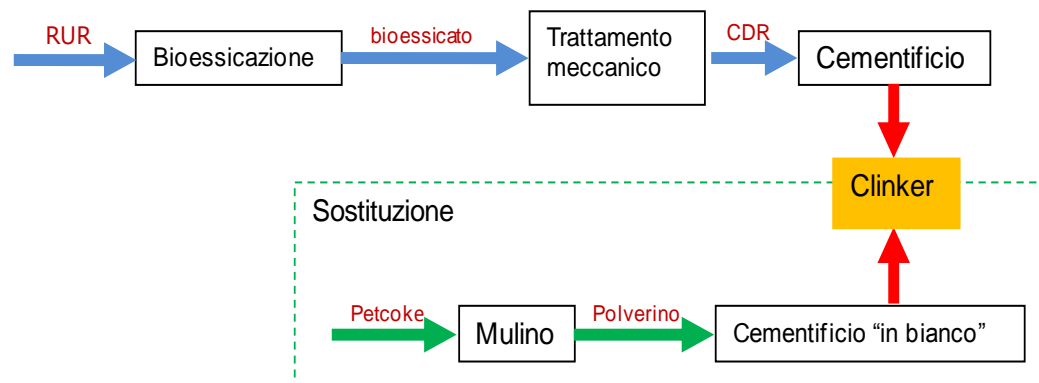 RUR
Bioessicazione
bioessicato
Trattamento
meccanico
CDR
Cementificio
Clinker
Sostituzione
Petcoke
Mulino
Polverino
Cementificio “in bianco”